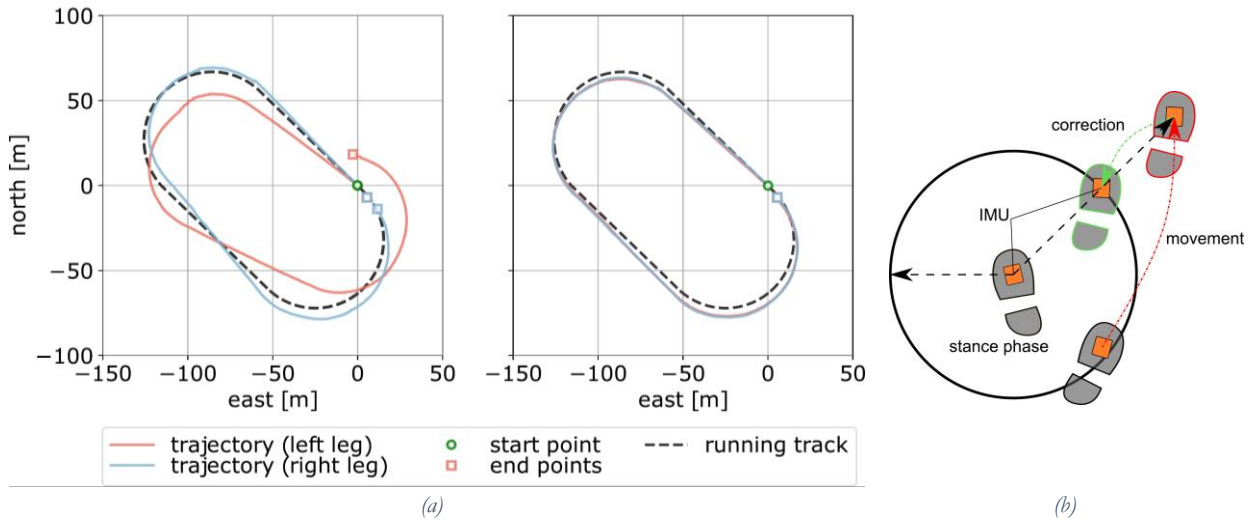 100
50
0
−50
−100
north [m]
−150
−100
−50
0
50
east [m]
−150
−100
−50
0
50
east [m]
trajectory (left leg)
trajectory (right leg)
start point
end points
running track
(a)
correction
IMU
movement
stance phase
(b)